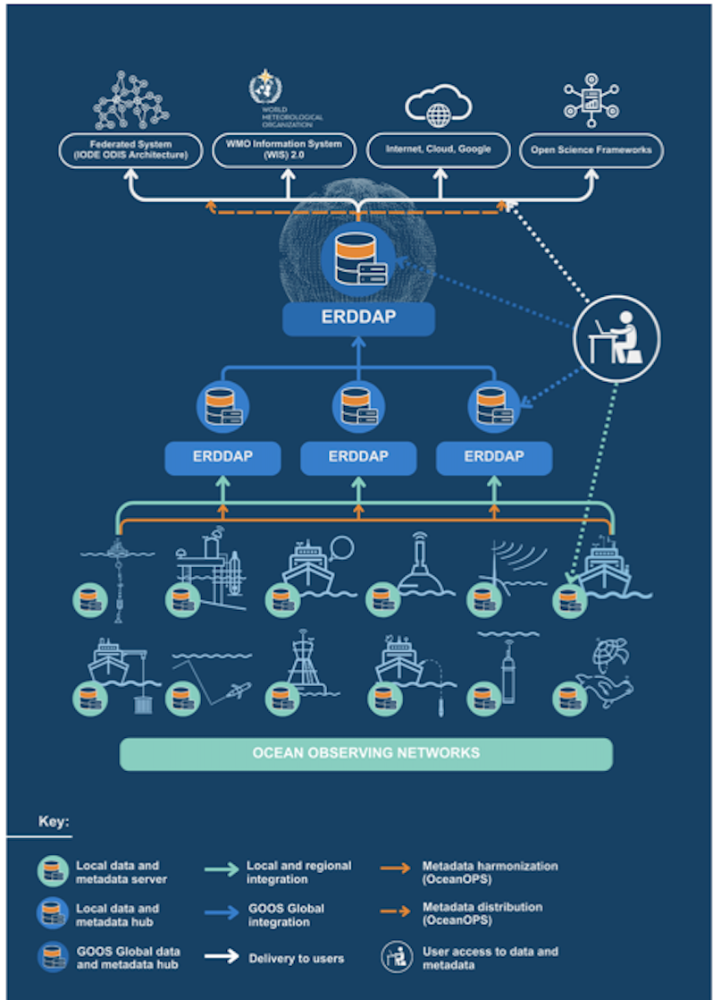 WORLD
METEOROLOGICAL
ORGANIZATION
Federated System
(IODE ODIS Architecture)
WMO Information System
(WIS) 2.0
Internet, Cloud, Google
Open Science Frameworks
ERDDAP
ERDDAP
ERDDAP
ERDDAP
OCEAN OBSERVING NETWORKS
Key:
Local data and
metadata server
Local and regional
integration
Metadata harmonization
(OceanOPS)
Local data and
metadata hub
GOOS Global
integration
Metadata distribution
(OceanOPS)
GOOS Global data
and metadata hub
Delivery to users
User access to data and
metadata